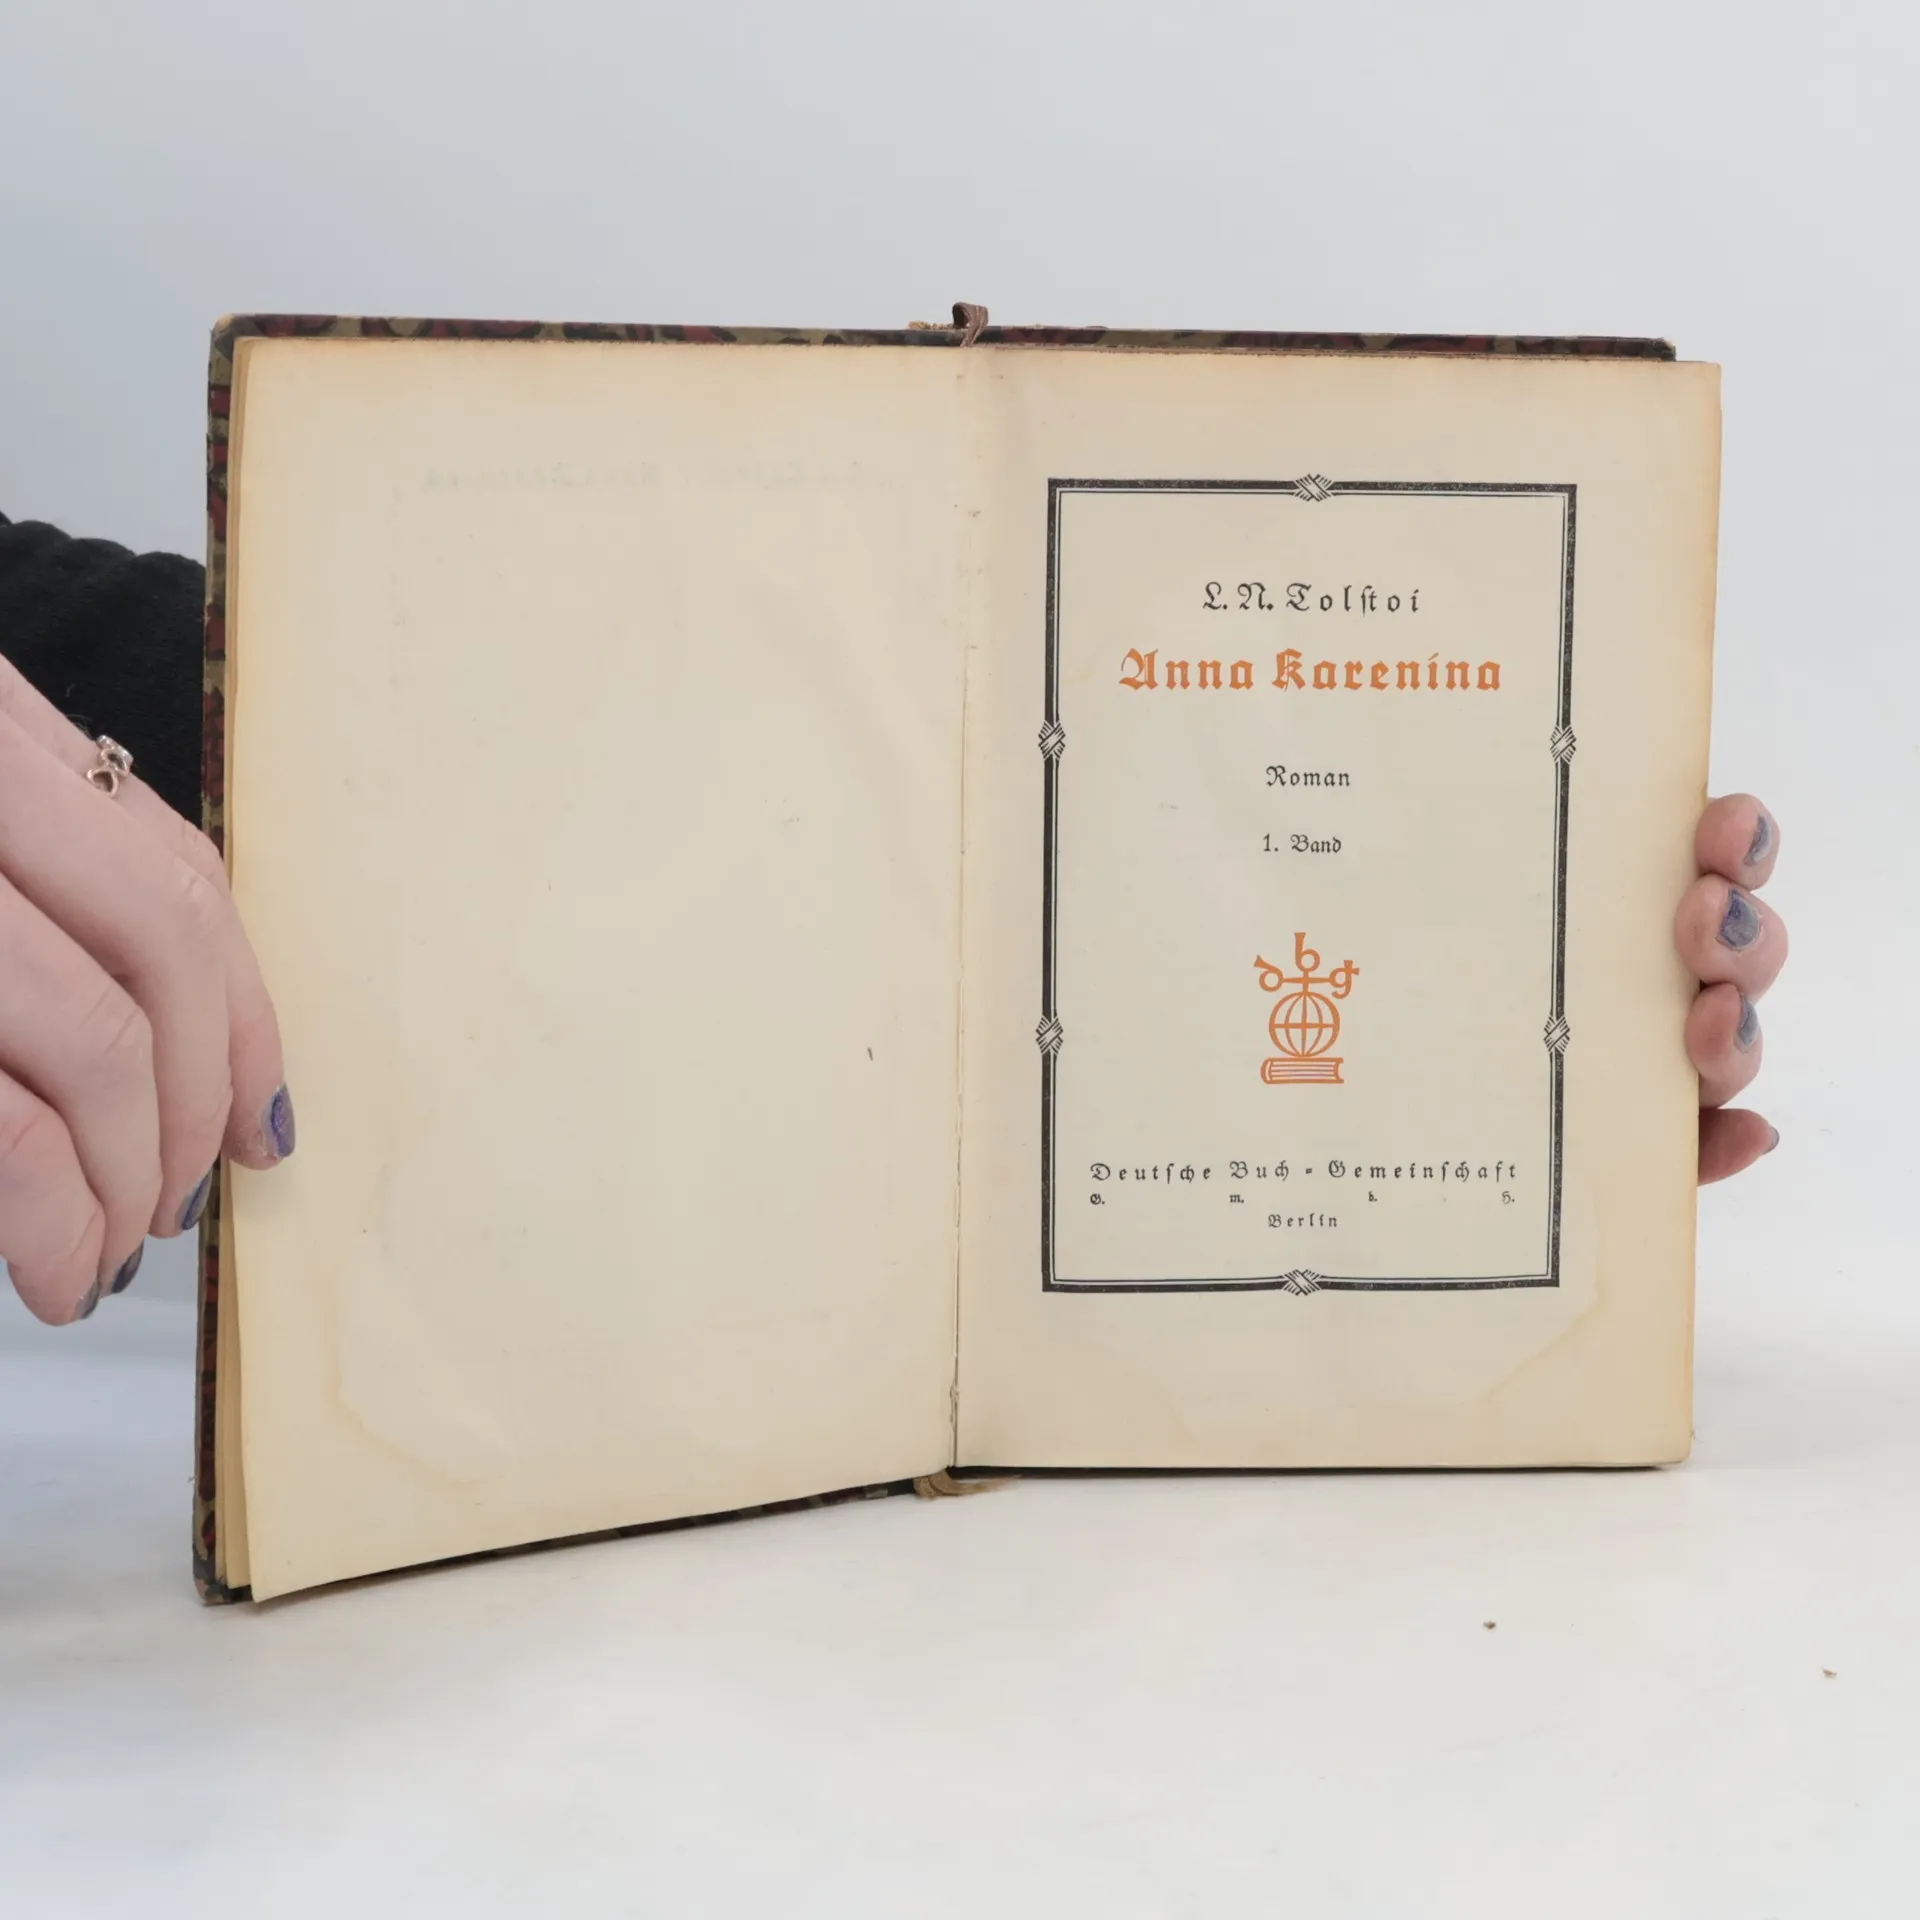 L. N. Tolſtoi
Anna Karenina
Roman
1. Band
dbg
Deutſche Buch-Gemeinſchaft
G. m. b. H.
Berlin